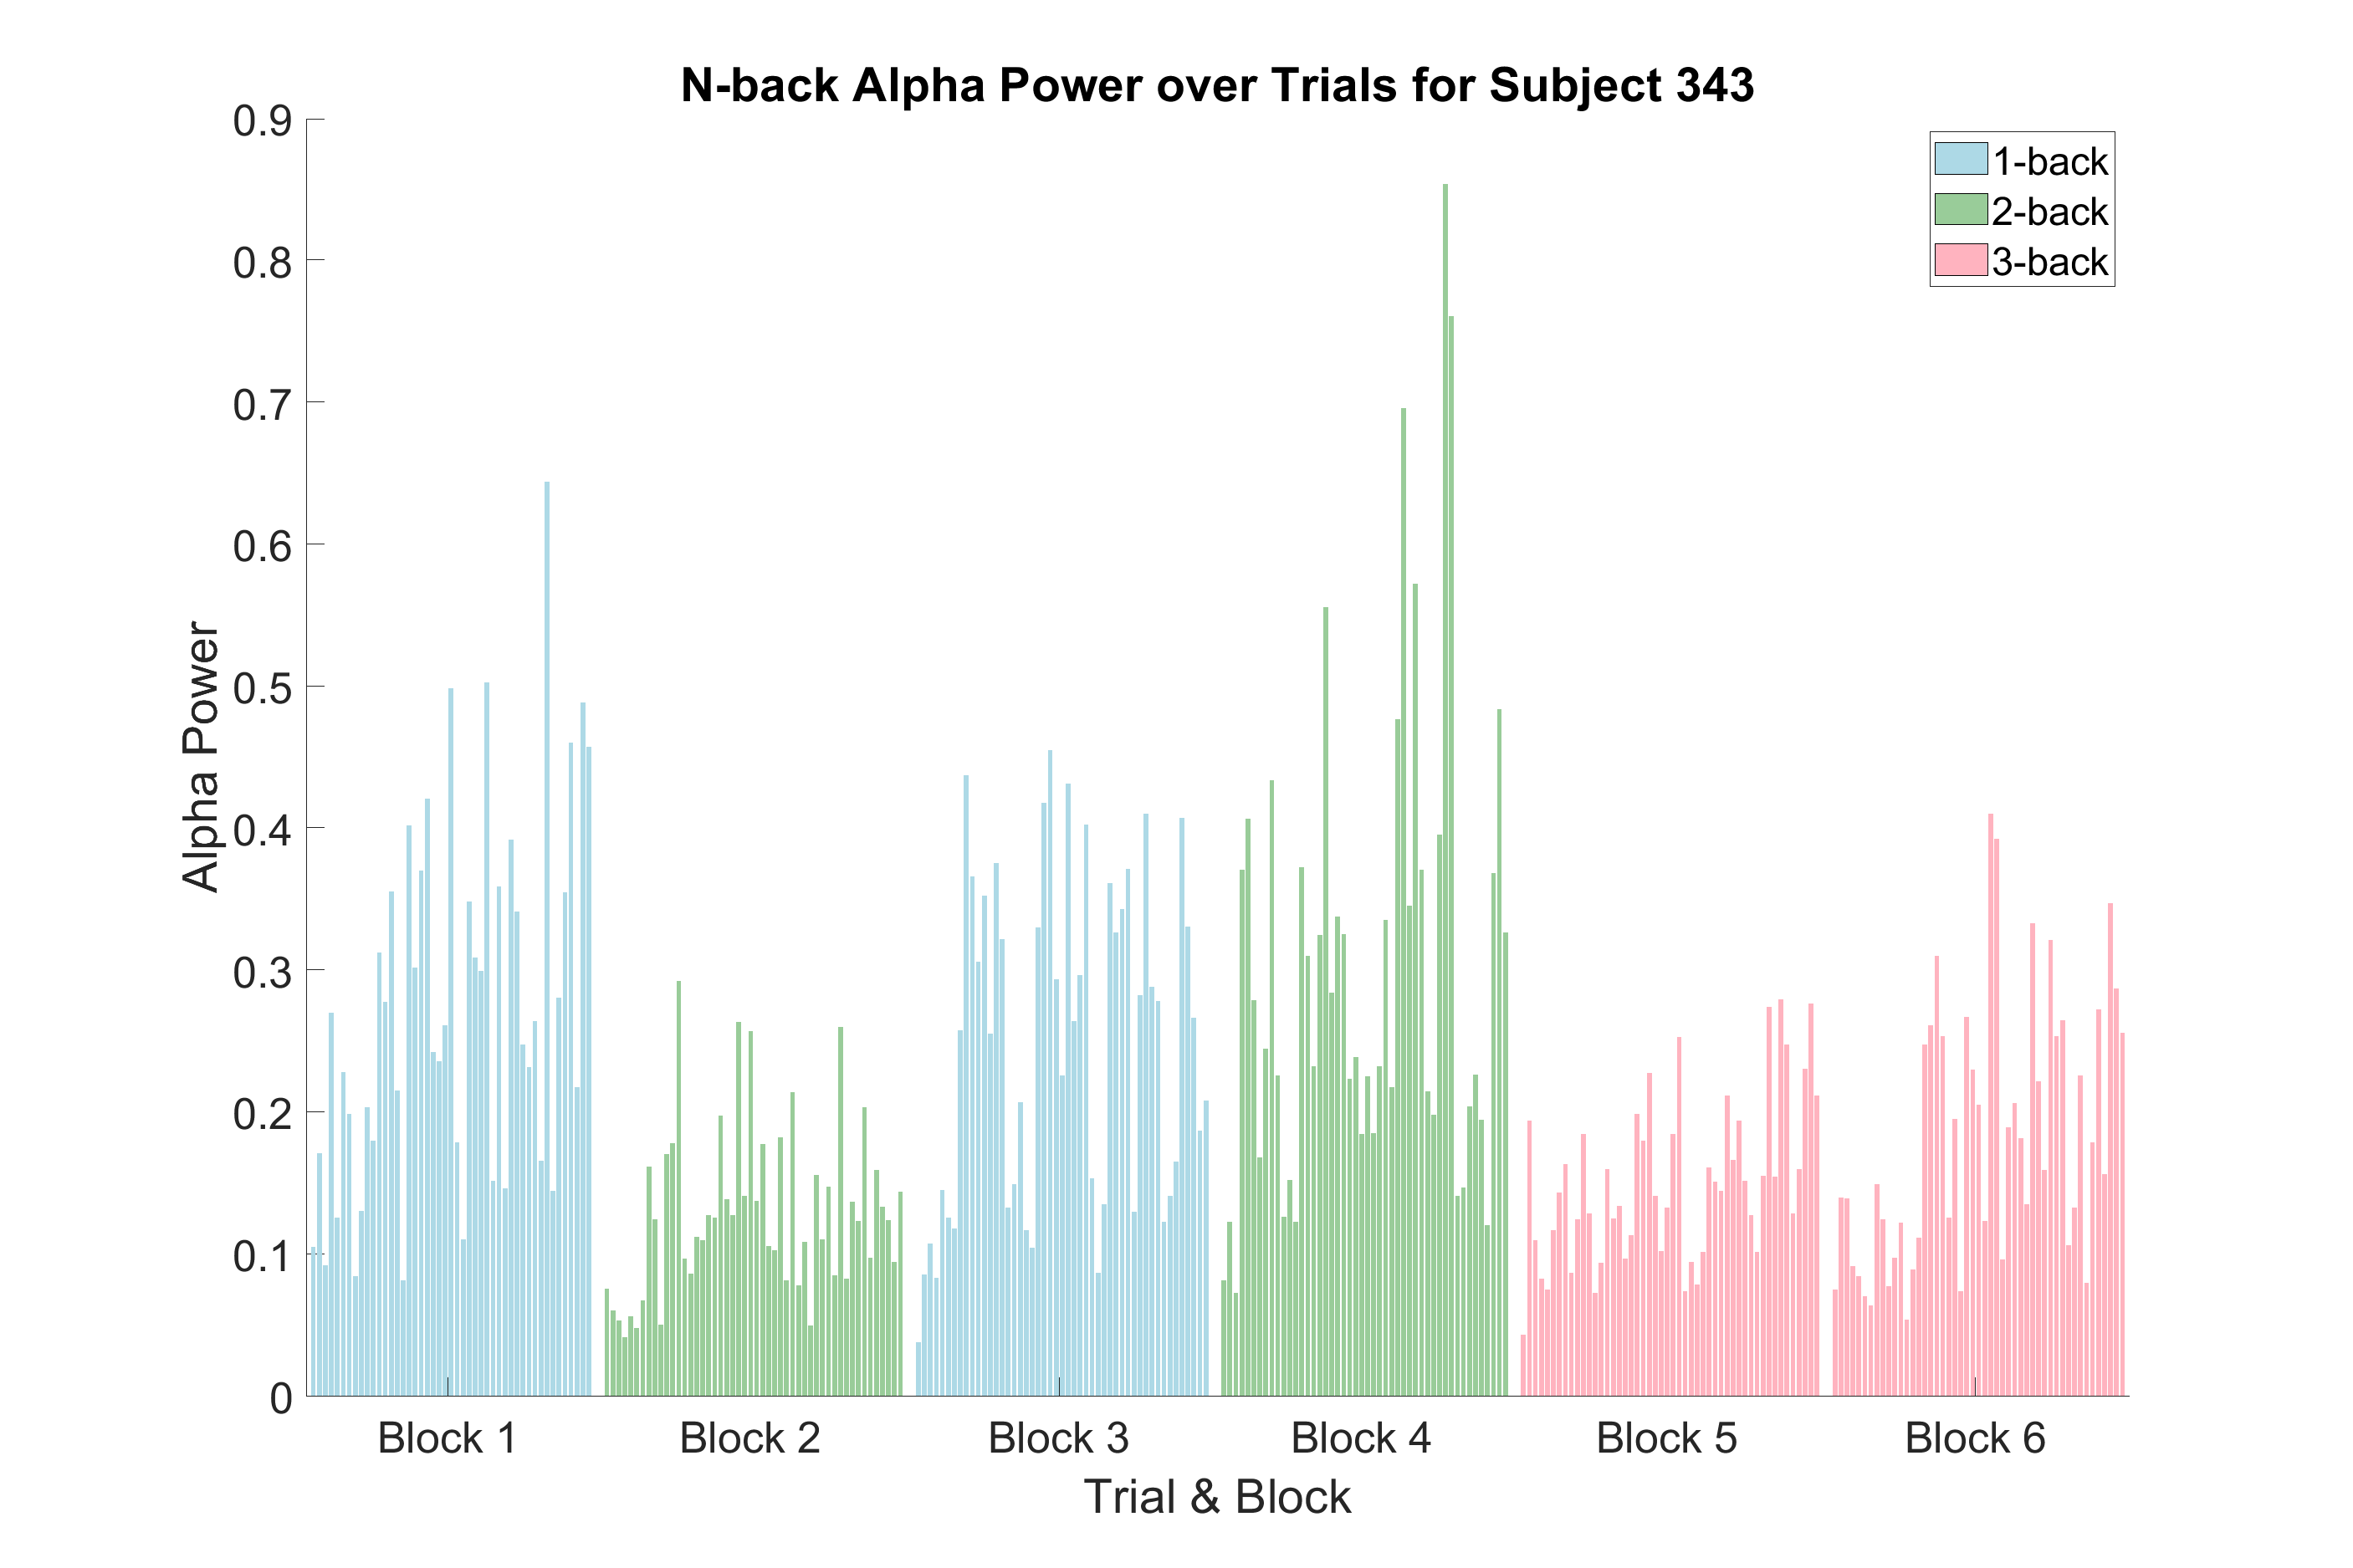 N-back Alpha Power over Trials for Subject 343
0.9
0.8
0.7
0.6
0.5
0.4
0.3
0.2
0.1
0
Alpha Power
1-back
2-back
3-back
Block 1 Block 2 Block 3 Block 4 Block 5 Block 6
Trial & Block